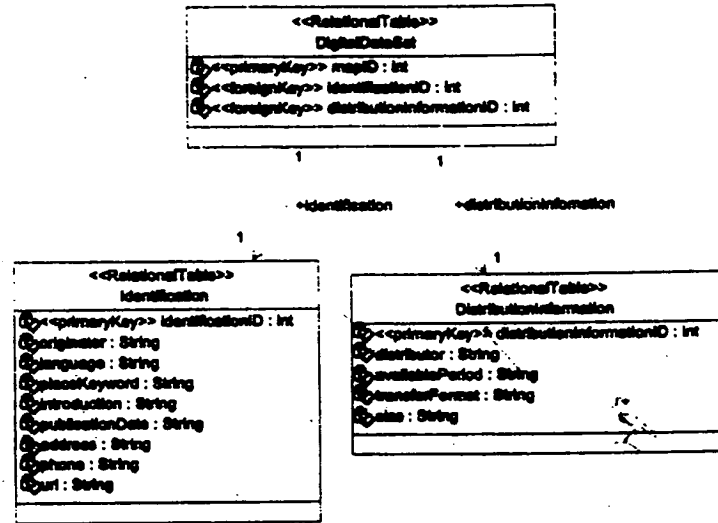 <<RelationalTable>>
DigitalDataSet
<<primaryKey>> mapID : int
<<foreignKey>> identificationID : int
<<foreignKey>> distributionInformationID : int
1
1
+identification
+distributionInfomation
1
1
<<RelationalTable>>
Identification
<<primaryKey>> identificationID : int
originator : String
language : String
placeKeyword : String
introduction : String
publicationDate : String
address : String
phone : String
url : String
<<RelationalTable>>
DistributionInformation
<<primaryKey>> distributionInformationID : int
distributor : String
availablePeriod : String
transferFormat : String
size : String